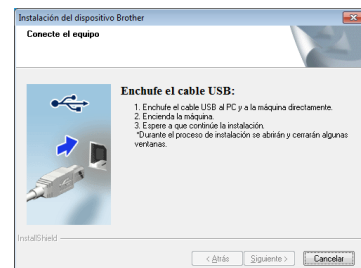 Instalación del dispositivo Brother
Conecte el equipo
Enchufe el cable USB:
1. Enchufe el cable USB al PC y a la máquina directamente.
2. Encienda la máquina.
3. Espere a que continúe la instalación.
*Durante el proceso de instalación se abrirán y cerrarán algunas
ventanas.
InstallShield
< Atrás Siguiente > Cancelar